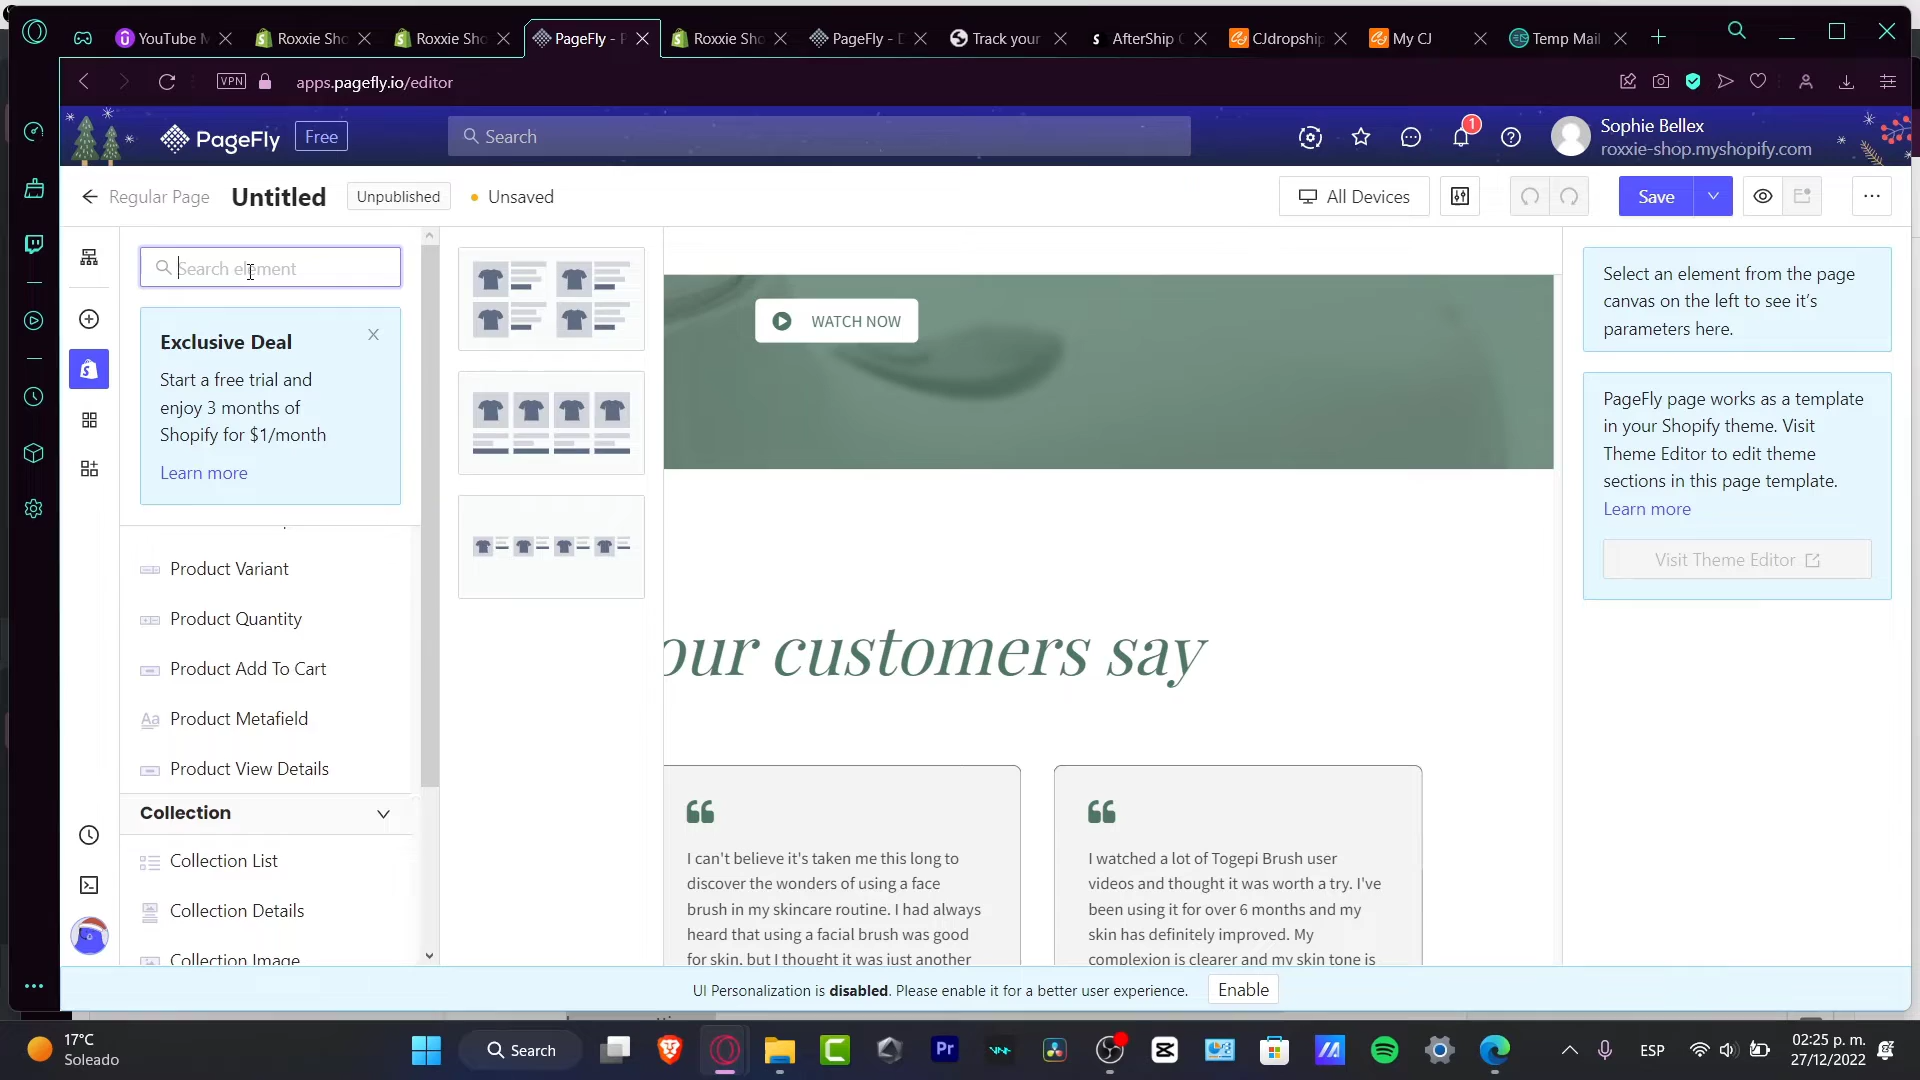 YouTube M
Roxxie Sho
Roxxie Sho
PageFly - P
Roxxie Sho
PageFly - D
Track your
AfterShip C
CJdropship
My CJ
Temp Mail
VPN
apps.pagefly.io/editor
PageFly
Free
Search
1
Sophie Bellex
roxxie-shop.myshopify.com
Regular Page
Untitled
Unpublished
Unsaved
All Devices
Save
Search element
Exclusive Deal
Start a free trial and
enjoy 3 months of
Shopify for $1/month
Learn more
Product Variant
Product Quantity
Product Add To Cart
Aa
Product Metafield
Product View Details
Collection
Collection List
Collection Details
Collection Image
WATCH NOW
our customers say
I can't believe it's taken me this long to
discover the wonders of using a face
brush in my skincare routine. I had always
heard that using a facial brush was good
for skin, but I thought it was just another
I watched a lot of Togepi Brush user
videos and thought it was worth a try. I've
been using it for over 6 months and my
skin has definitely improved. My
complexion is clearer and my skin tone is
Select an element from the page
canvas on the left to see it's
parameters here.
PageFly page works as a template
in your Shopify theme. Visit
Theme Editor to edit theme
sections in this page template.
Learn more
Visit Theme Editor
UI Personalization is disabled. Please enable it for a better user experience.
Enable
17°C
Soleado
Search
Pr
ESP
02:25 p. m.
27/12/2022